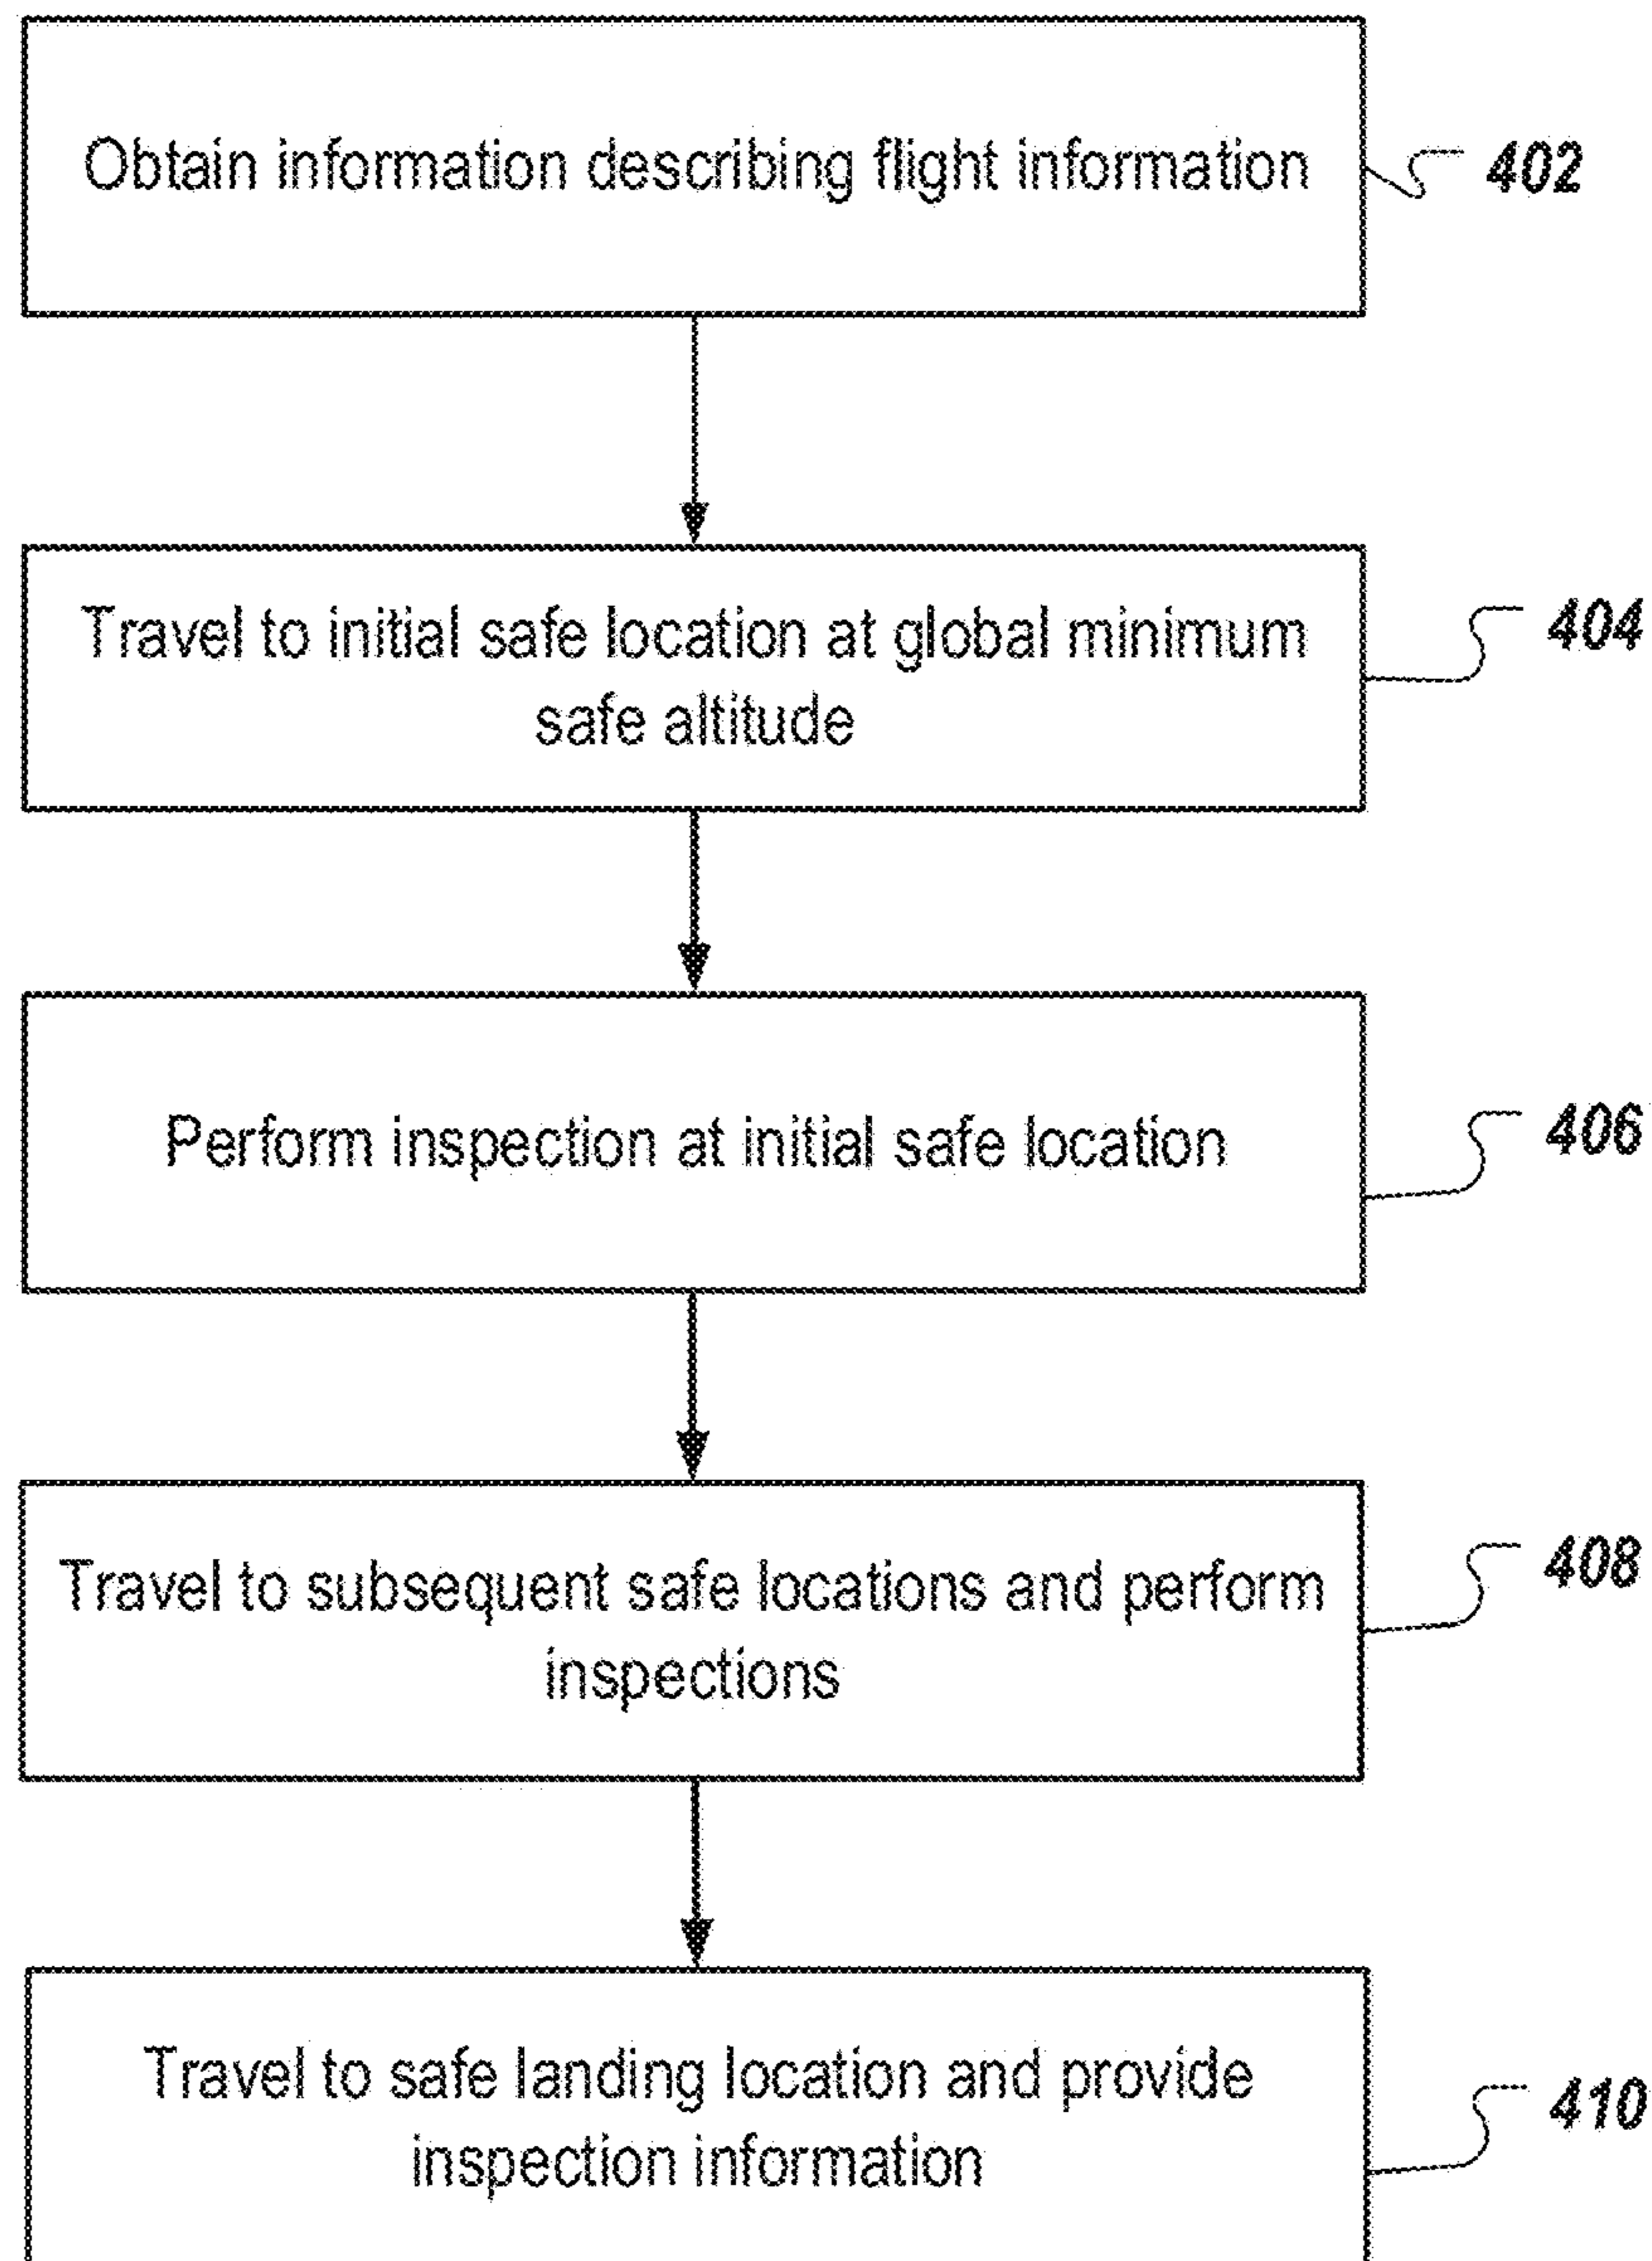 Obtain information describing flight information
402
Travel to initial safe location at global minimum
safe altitude
404
Perform inspection at initial safe location
406
Travel to subsequent safe locations and perform
inspections
408
Travel to safe landing location and provide
inspection information
410